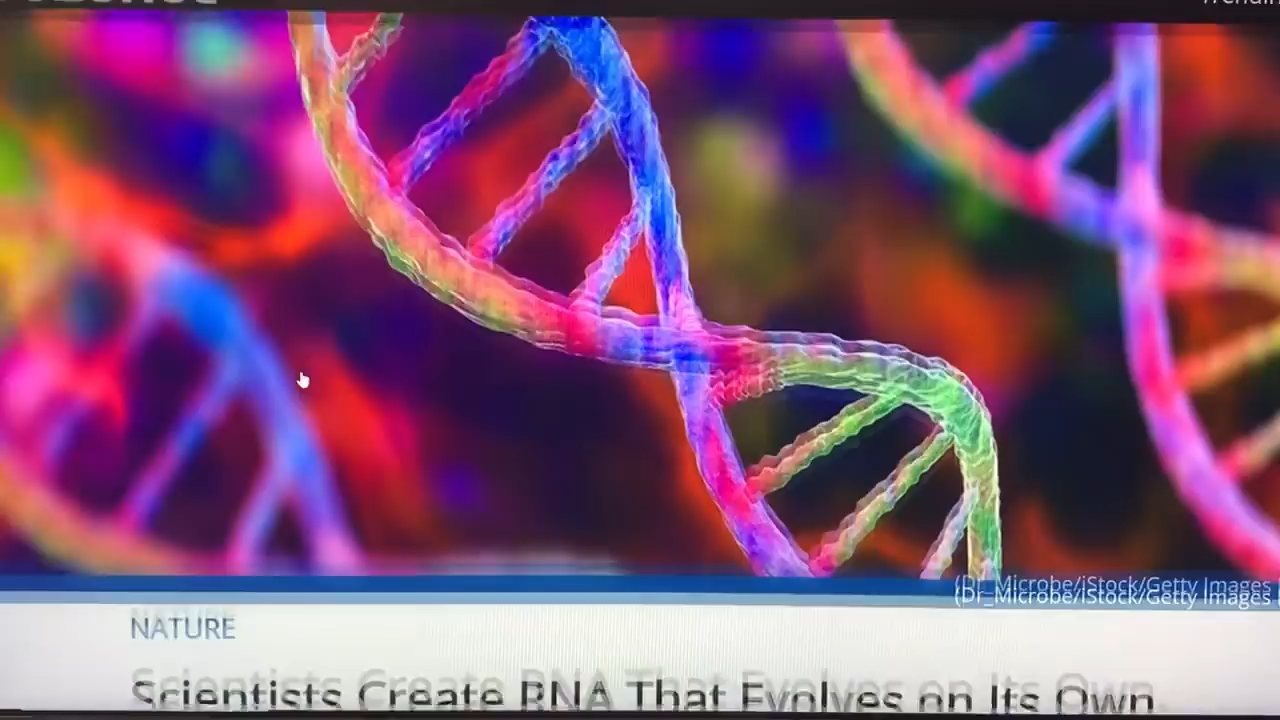 (Dr_Microbe/iStock/Getty Images
NATURE
Scientists Create RNA That Evolves on Its Own